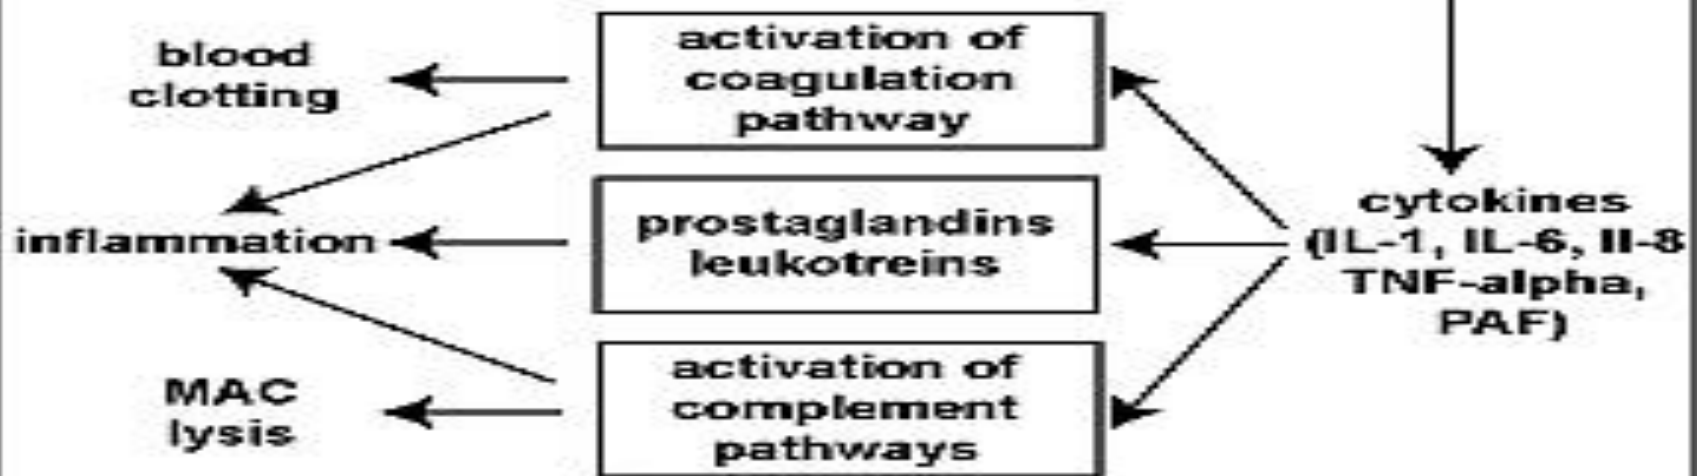 blood
clotting
activation of
coagulation
pathway
inflammation
prostaglandins
leukotreins
cytokines
(IL-1, IL-6, Il-8
TNF-alpha,
PAF)
MAC
lysis
activation of
complement
pathways